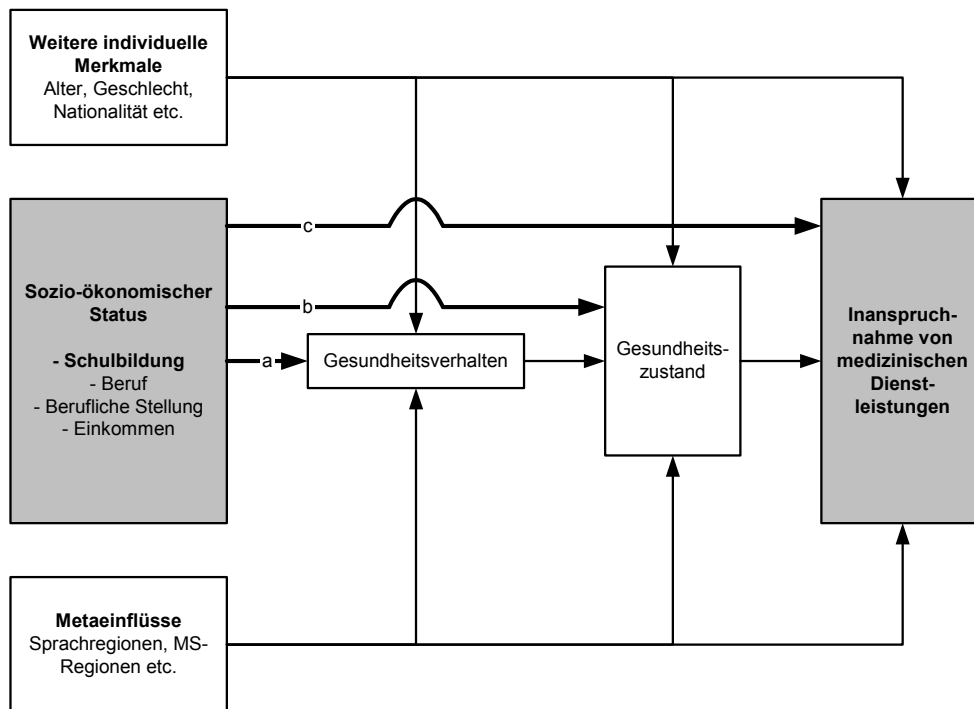 Weitere individuelle
Merkmale
Alter, Geschlecht,
Nationalität etc.
c
Sozio-ökonomischer
Status
- Schulbildung
- Beruf
- Berufliche Stellung
- Einkommen
b
a
Gesundheitsverhalten
Gesundheits-
zustand
Inanspruch-
nahme von
medizinischen
Dienst-
leistungen
Metaeinflüsse
Sprachregionen, MS-
Regionen etc.